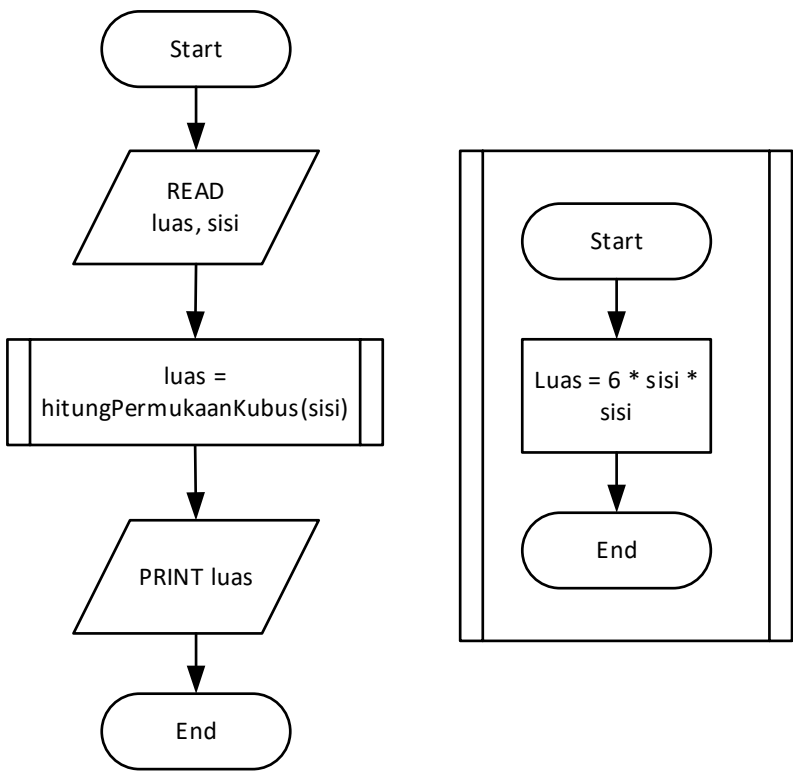 Start
READ
luas, sisi
luas =
hitungPermukaanKubus(sisi)
PRINT luas
End
Start
Luas = 6 * sisi *
sisi
End